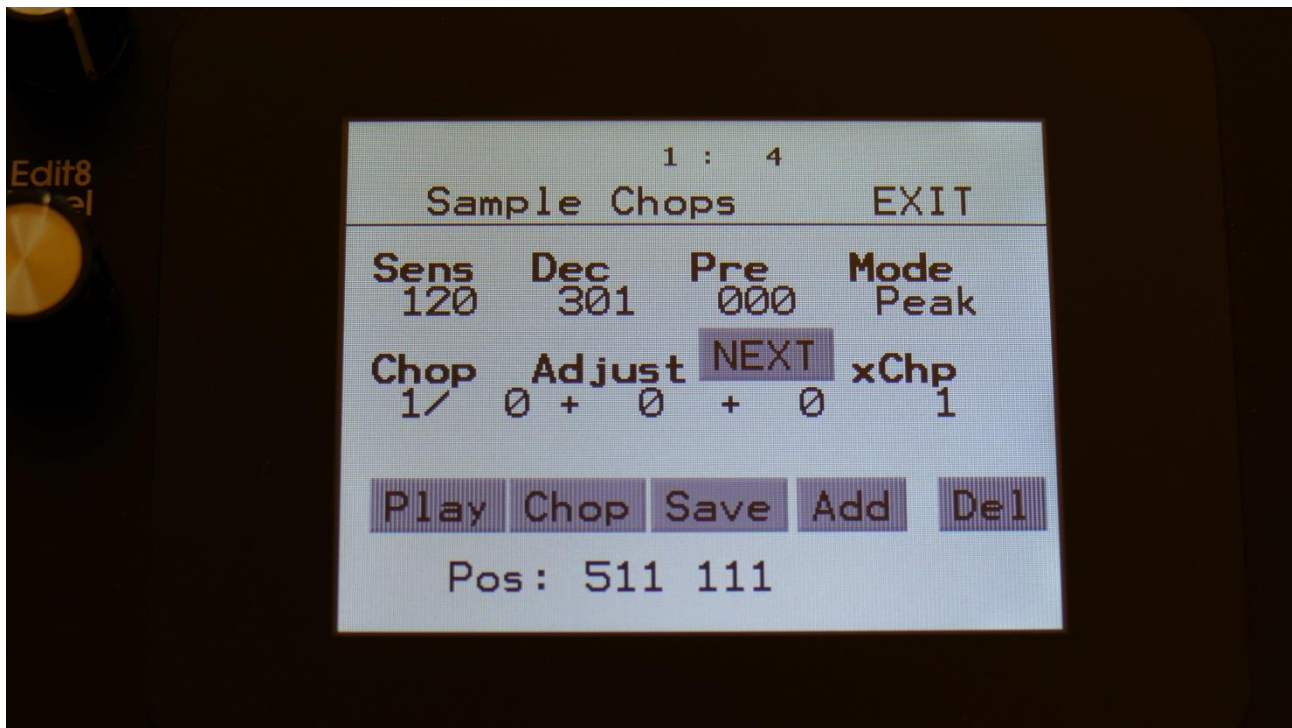 Edit8
1 : 4
Sample Chops EXIT
Sens Dec Pre Mode
120 301 000 Peak
Chop Adjust NEXT xChp
1/ 0 + 0 + 0 1
Play Chop Save Add Del
Pos: 511 111